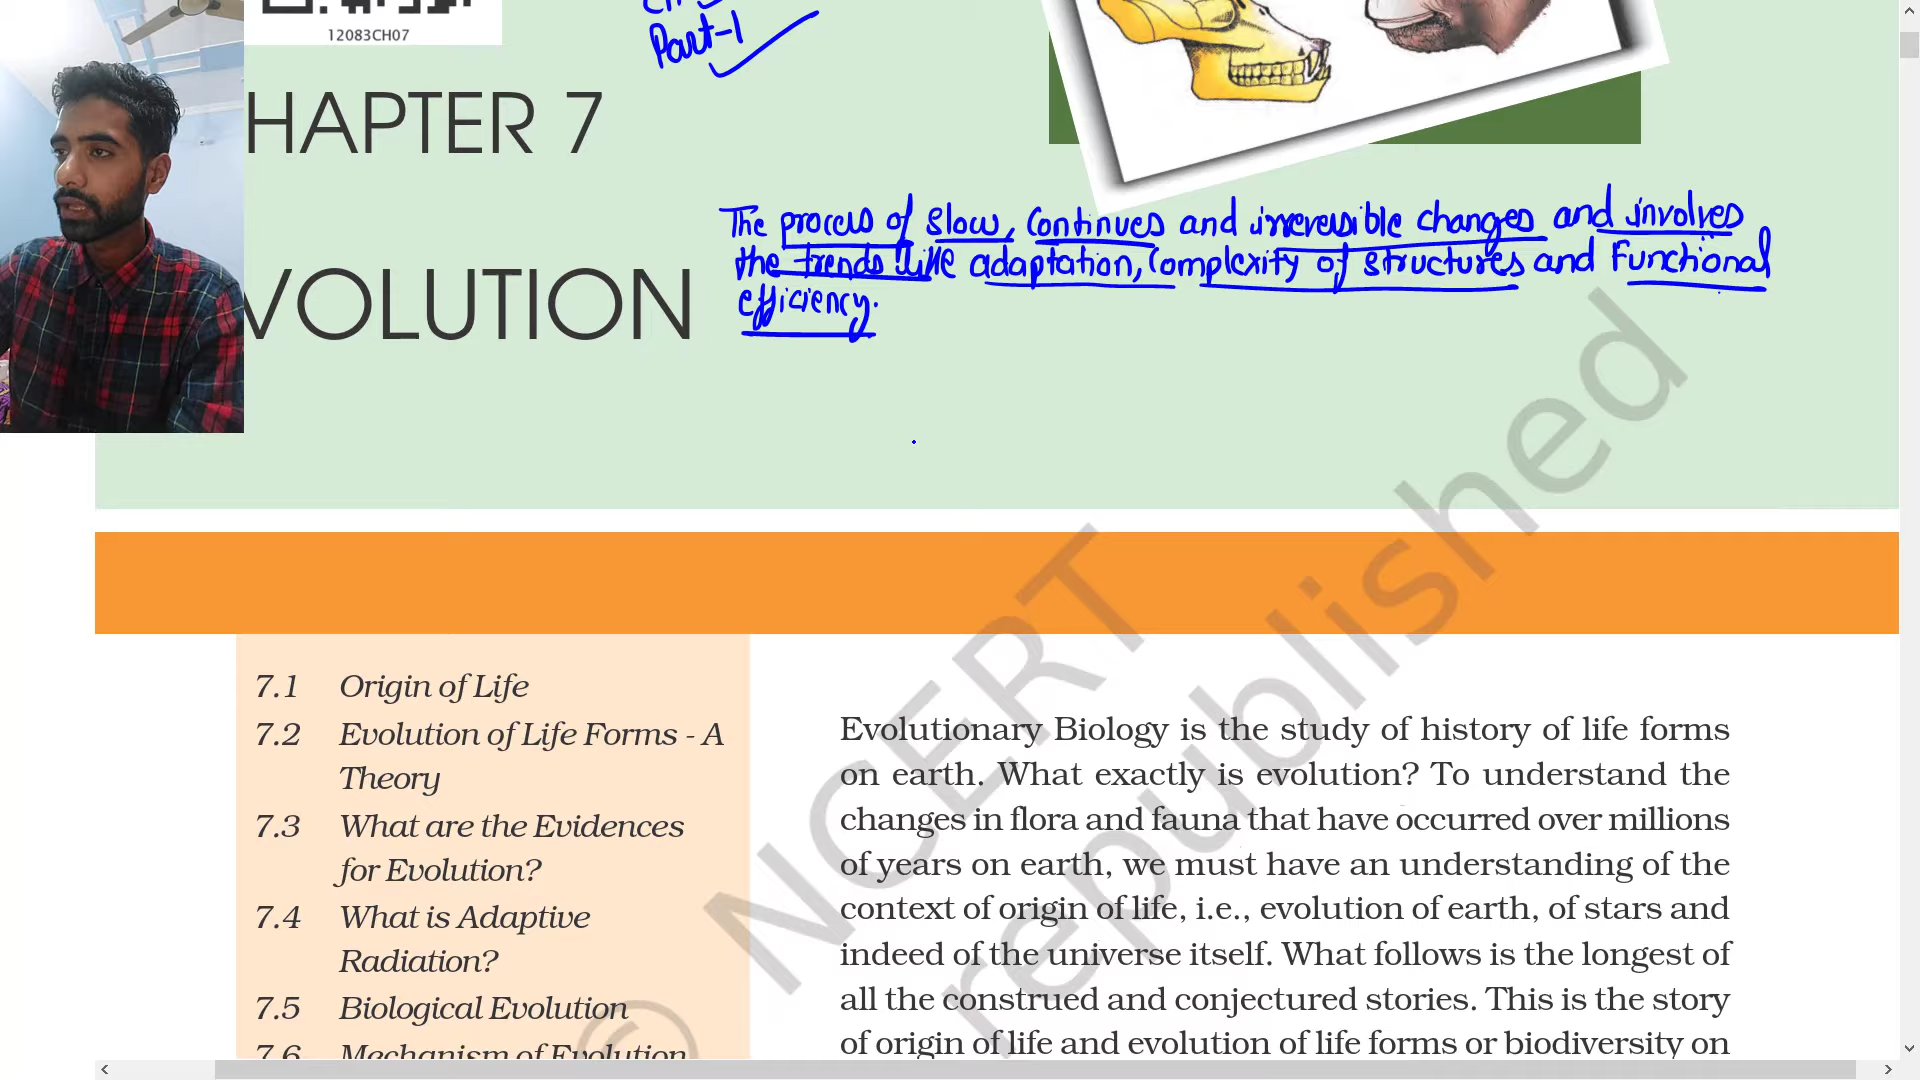 12083CH07
Part-1
HAPTER 7
The process of slow, Continues and irreversible changes and involves
the trends like adaptation, Complexity of structures and Functional
efficiency.
VOLUTION
7.1 Origin of Life
7.2 Evolution of Life Forms - A
Theory
7.3 What are the Evidences
for Evolution?
7.4 What is Adaptive
Radiation?
7.5 Biological Evolution
7.6 Mechanism of Evolution
Evolutionary Biology is the study of history of life forms
on earth. What exactly is evolution? To understand the
changes in flora and fauna that have occurred over millions
of years on earth, we must have an understanding of the
context of origin of life, i.e., evolution of earth, of stars and
indeed of the universe itself. What follows is the longest of
all the construed and conjectured stories. This is the story
of origin of life and evolution of life forms or biodiversity on
© NCERT
republished